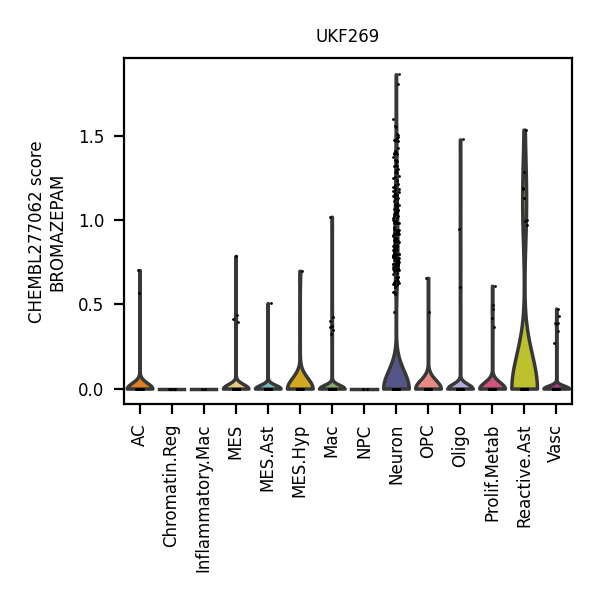 UKF269
CHEMBL277062 score
BROMAZEPAM
1.5
1.0
0.5
0.0
AC
Chromatin.Reg
Inflammatory.Mac
MES
MES.Ast
MES.Hyp
Mac
NPC
Neuron
OPC
Oligo
Prolif.Metab
Reactive.Ast
Vasc